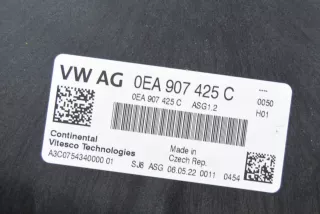 VW AG 0EA 907 425 C
----
0050
0EA 907 425 C ASG1.2
H01
Continental
Vitesco Technologies
Made in
Czech Rep.
A3C0754340000 01
SJ8 ASG 06.05.22 0011 0454